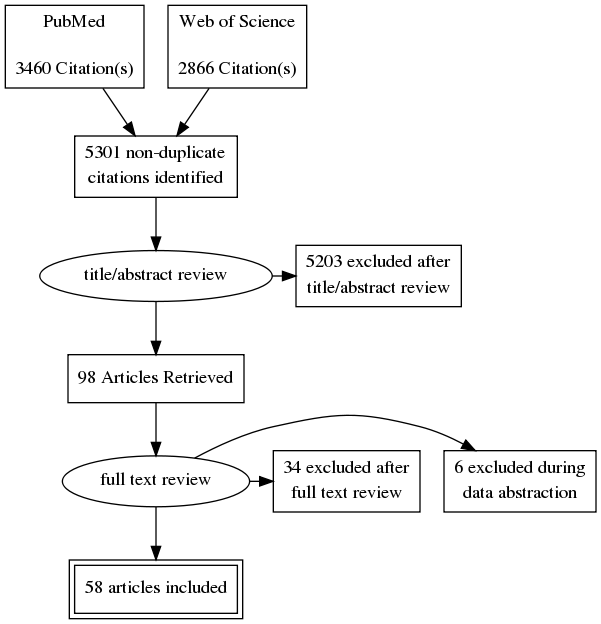 PubMed
3460 Citation(s)
Web of Science
2866 Citation(s)
5301 non-duplicate
citations identified
title/abstract review
5203 excluded after
title/abstract review
98 Articles Retrieved
full text review
34 excluded after
full text review
6 excluded during
data abstraction
58 articles included